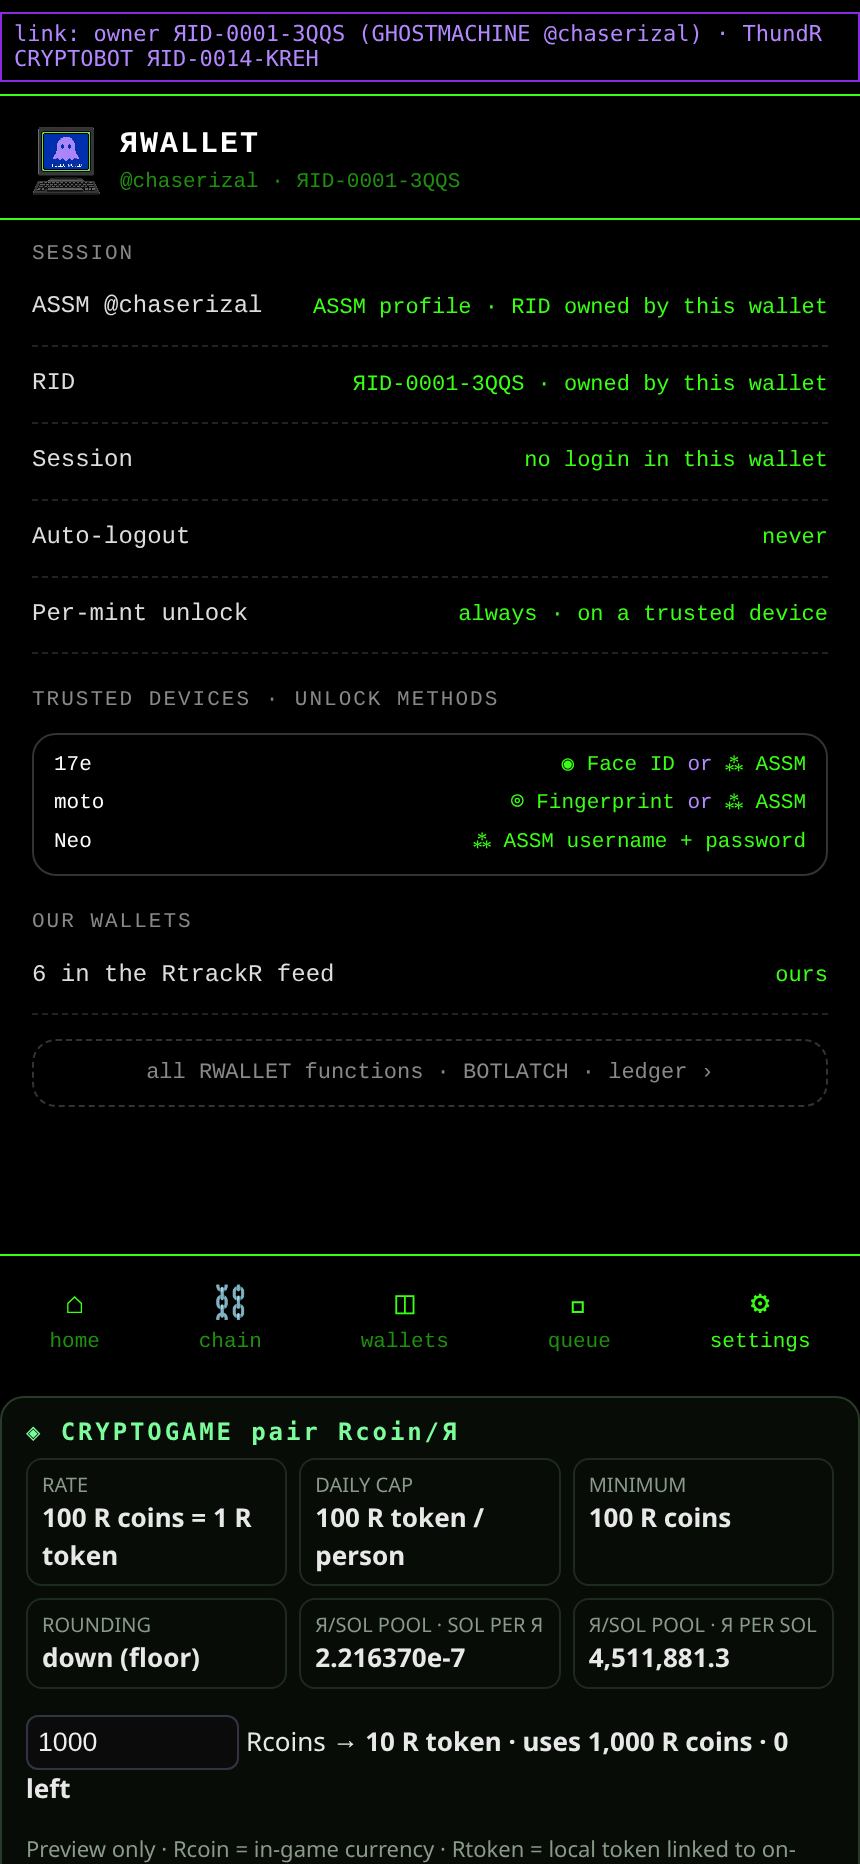 link: owner ЯID-0001-3QQS (GHOSTMACHINE @chaserizal) · ThundR
CRYPTOBOT ЯID-0014-KREH
ЯWALLET
@chaserizal · ЯID-0001-3QQS
SESSION
ASSM @chaserizal ASSM profile · RID owned by this wallet
RID ЯID-0001-3QQS · owned by this wallet
Session no login in this wallet
Auto-logout never
Per-mint unlock always · on a trusted device
TRUSTED DEVICES · UNLOCK METHODS
17e ◉ Face ID or ⁂ ASSM
moto ⌾ Fingerprint or ⁂ ASSM
Neo ⁂ ASSM username + password
OUR WALLETS
6 in the RtrackR feed ours
all RWALLET functions · BOTLATCH · ledger ›
home chain wallets queue settings
◈ CRYPTOGAME pair Rcoin/Я
RATE DAILY CAP MINIMUM
100 R coins = 1 R 100 R token / 100 R coins
token person
ROUNDING Я/SOL POOL · SOL PER Я Я/SOL POOL · Я PER SOL
down (floor) 2.216370e-7 4,511,881.3
1000 Rcoins → 10 R token · uses 1,000 R coins · 0
left
Preview only · Rcoin = in-game currency · Rtoken = local token linked to on-